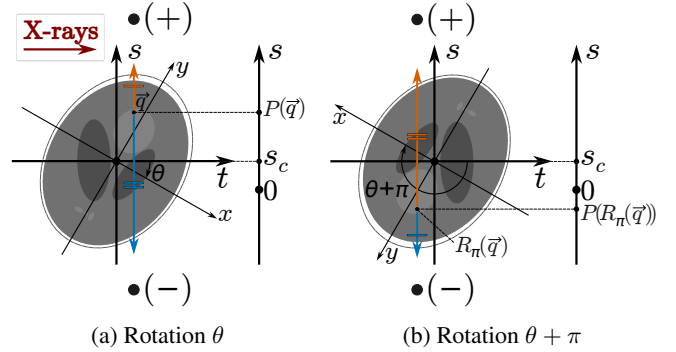 X-rays
(+)
s
y
q⃗
θ
t
x
(−)
s
P(q⃗)
s_c
0
(+)
s
x
θ+π
t
y
R_π(q⃗)
(−)
s
s_c
0
P(R_π(q⃗))
(a) Rotation θ
(b) Rotation θ + π